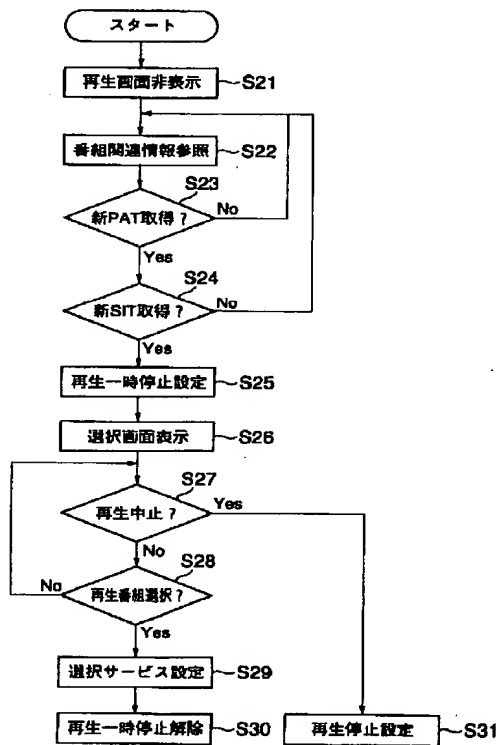 スタート
再生画面非表示
S21
番組関連情報参照
S22
S23
新PAT取得?
No
Yes
S24
新SIT取得?
No
Yes
再生一時停止設定
S25
選択画面表示
S26
S27
再生中止?
Yes
No
S28
No
再生番組選択?
Yes
選択サービス設定
S29
再生一時停止解除
S30
再生停止設定
S31